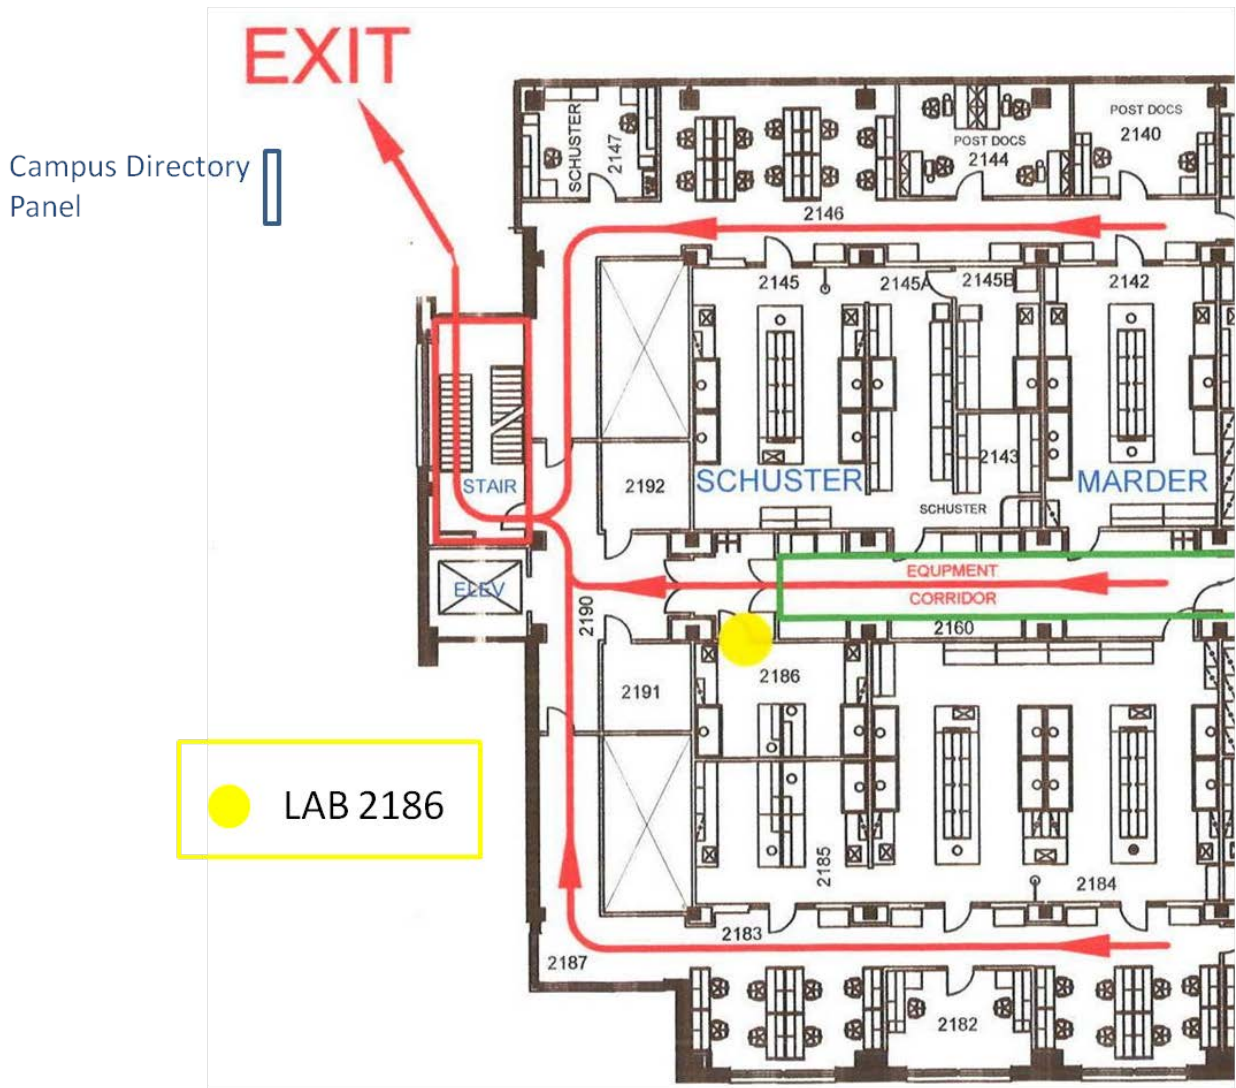 EXIT
Campus Directory
Panel
SCHUSTER
2147
POST DOCS
2144
POST DOCS
2140
2146
2145
2145A
2145B
2142
2192
SCHUSTER
2143
MARDER
STAIR
SCHUSTER
EQUPMENT
CORRIDOR
ELEV
2190
2160
2191
2186
LAB 2186
2185
2184
2183
2187
2182